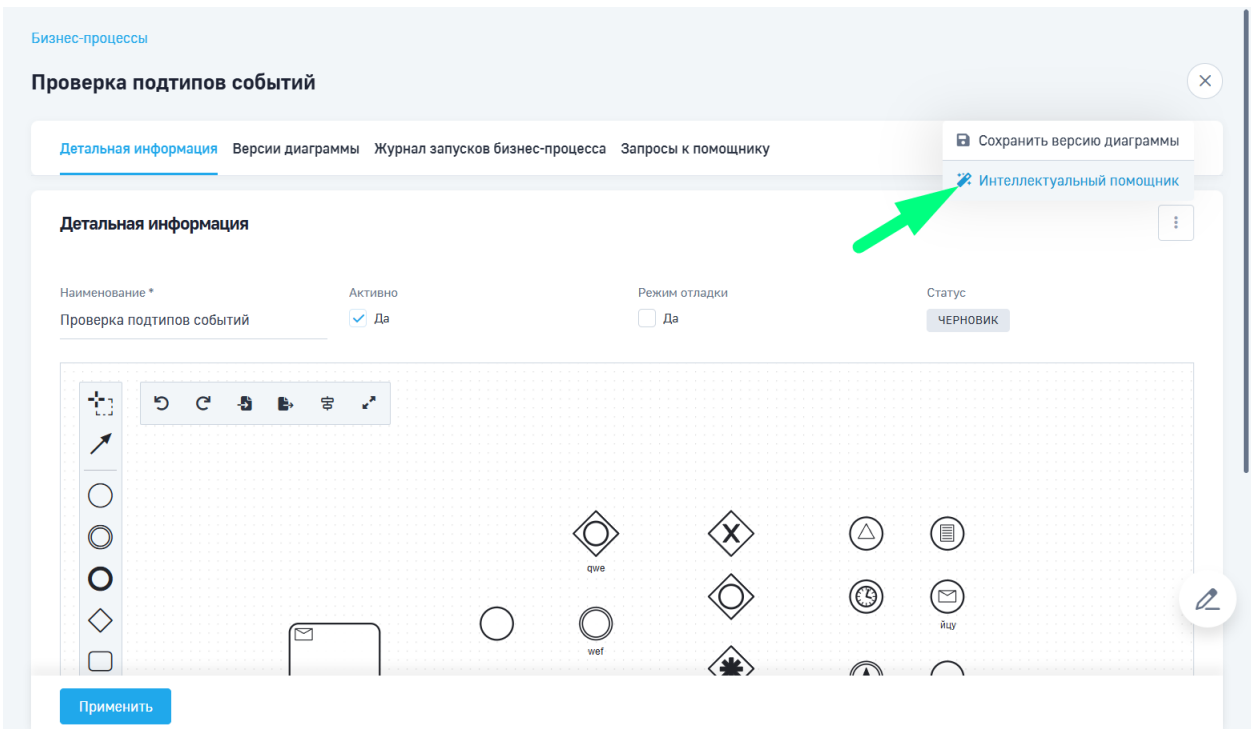 Бизнес-процессы
Проверка подтипов событий
Сохранить версию диаграммы
Детальная информация Версии диаграммы Журнал запусков бизнес-процесса Запросы к помощнику
Интеллектуальный помощник
Детальная информация
Наименование * Активно Режим отладки Статус
Проверка подтипов событий Да Да ЧЕРНОВИК
qwe
йцу
wef
Применить